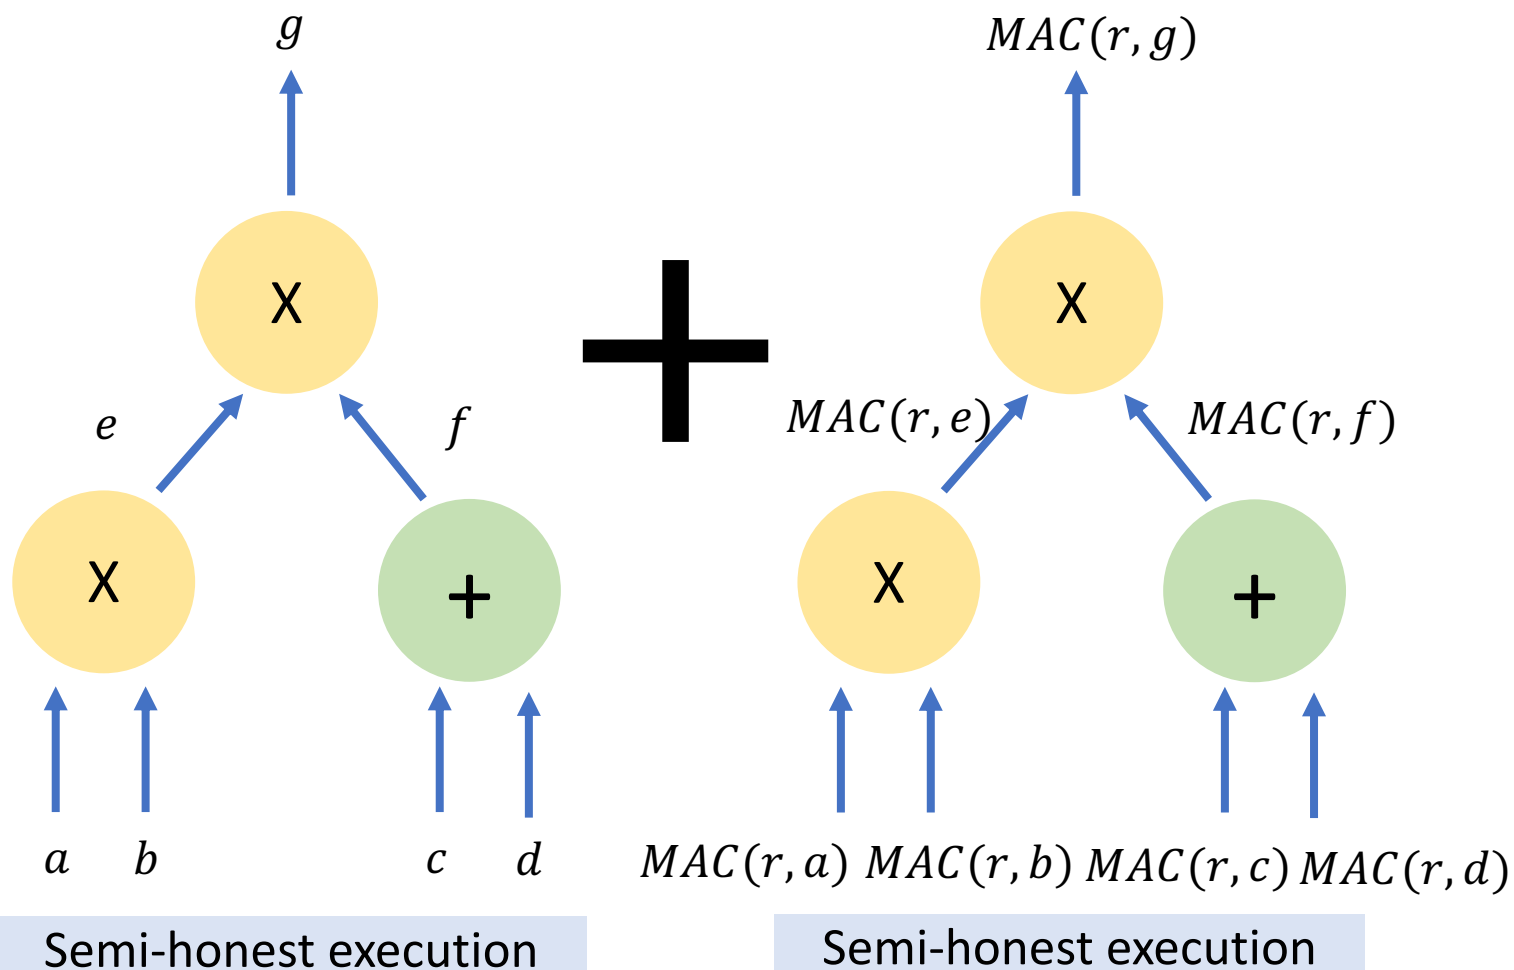 g
X
e
f
X
+
a
b
c
d
Semi-honest execution
+
MAC(r, g)
X
MAC(r, e)
MAC(r, f)
X
+
MAC(r, a) MAC(r, b) MAC(r, c) MAC(r, d)
Semi-honest execution